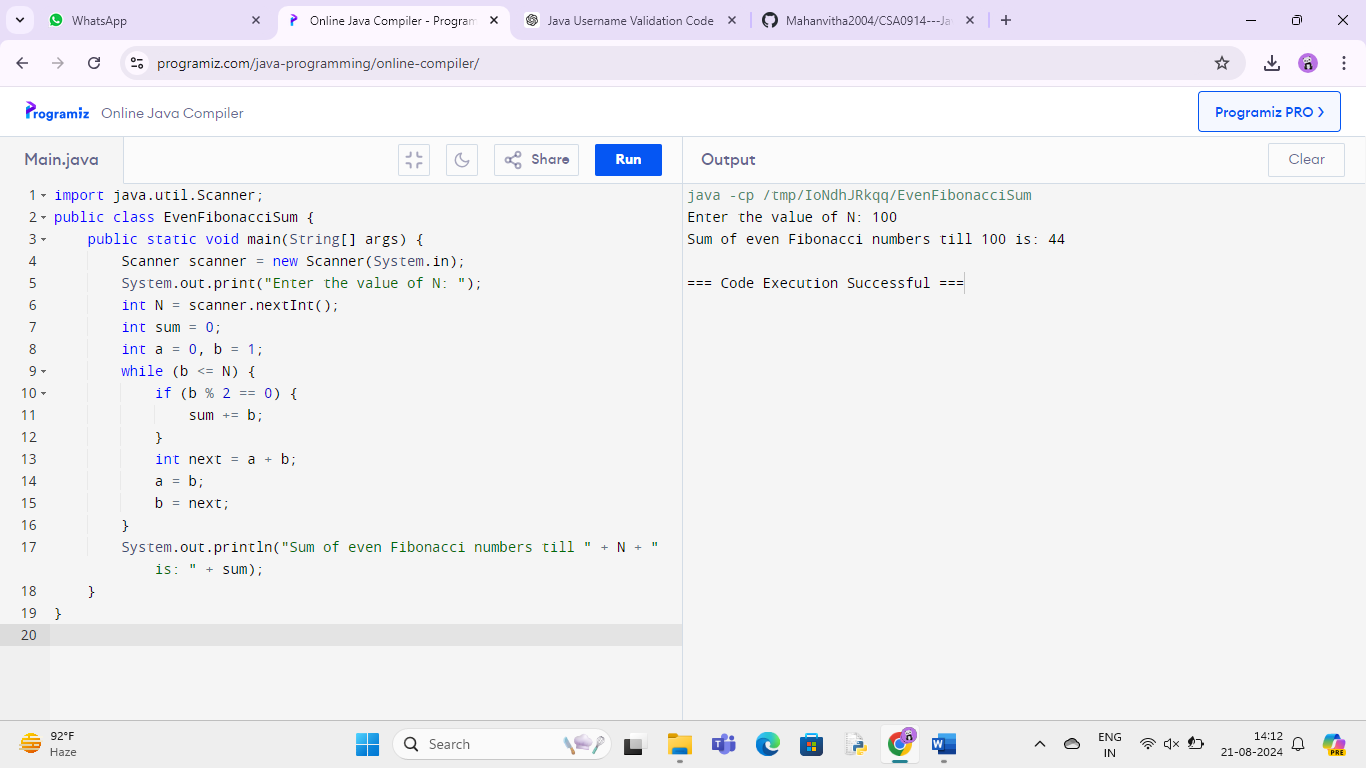 WhatsApp
Online Java Compiler - Program
Java Username Validation Code
Mahanvitha2004/CSA0914---Ja
programiz.com/java-programming/online-compiler/
Programiz Online Java Compiler
Programiz PRO >
Main.java
Share
Run
Output
Clear
1 import java.util.Scanner;
2 public class EvenFibonacciSum {
3     public static void main(String[] args) {
4         Scanner scanner = new Scanner(System.in);
5         System.out.print("Enter the value of N: ");
6         int N = scanner.nextInt();
7         int sum = 0;
8         int a = 0, b = 1;
9         while (b <= N) {
10             if (b % 2 == 0) {
11                 sum += b;
12             }
13             int next = a + b;
14             a = b;
15             b = next;
16         }
17         System.out.println("Sum of even Fibonacci numbers till " + N + "
            is: " + sum);
18     }
19 }
20
java -cp /tmp/IoNdhJRkqq/EvenFibonacciSum
Enter the value of N: 100
Sum of even Fibonacci numbers till 100 is: 44
=== Code Execution Successful ===
92°F
Haze
Search
ENG
IN
14:12
21-08-2024
PRE